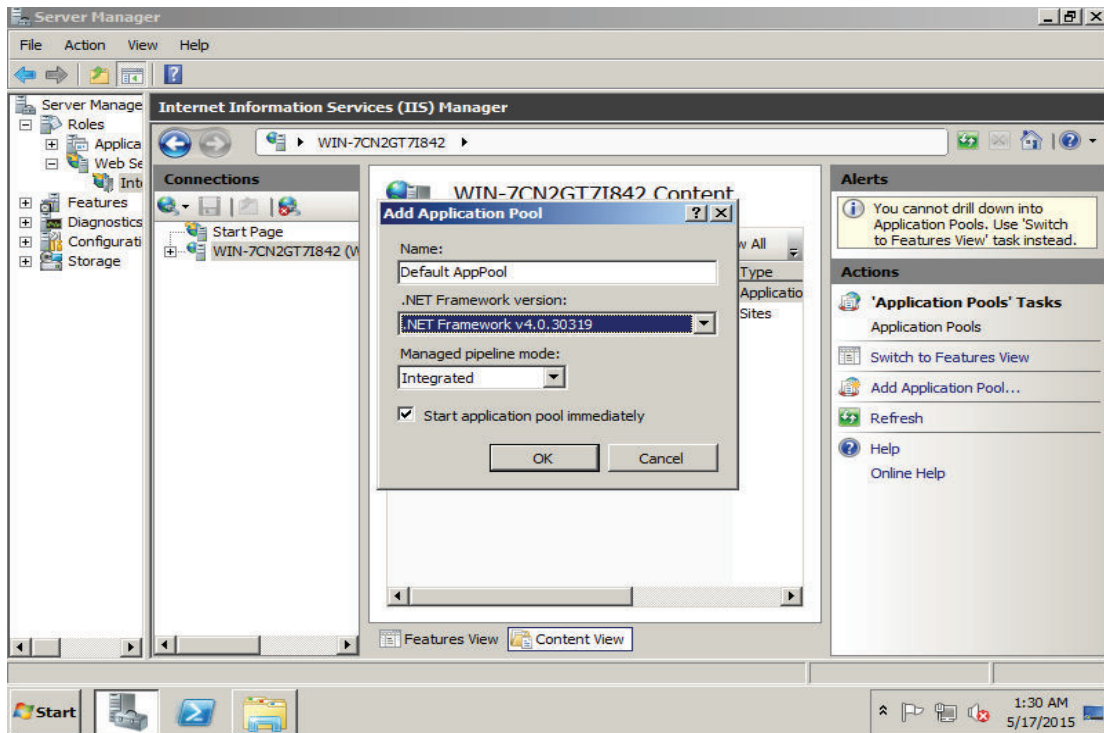 Server Manager
File Action View Help
Server Manage
Roles
Applica
Web Se
Int
Features
Diagnostics
Configurati
Storage
Internet Information Services (IIS) Manager
WIN-7CN2GT7I842
Connections
Start Page
WIN-7CN2GT7I842 (W
WIN-7CN2GT7I842 Content
w All
Type
Applicatio
Sites
Add Application Pool
Name:
Default AppPool
.NET Framework version:
.NET Framework v4.0.30319
Managed pipeline mode:
Integrated
Start application pool immediately
OK Cancel
Features View Content View
Alerts
You cannot drill down into
Application Pools. Use 'Switch
to Features View' task instead.
Actions
'Application Pools' Tasks
Application Pools
Switch to Features View
Add Application Pool...
Refresh
Help
Online Help
Start
1:30 AM
5/17/2015